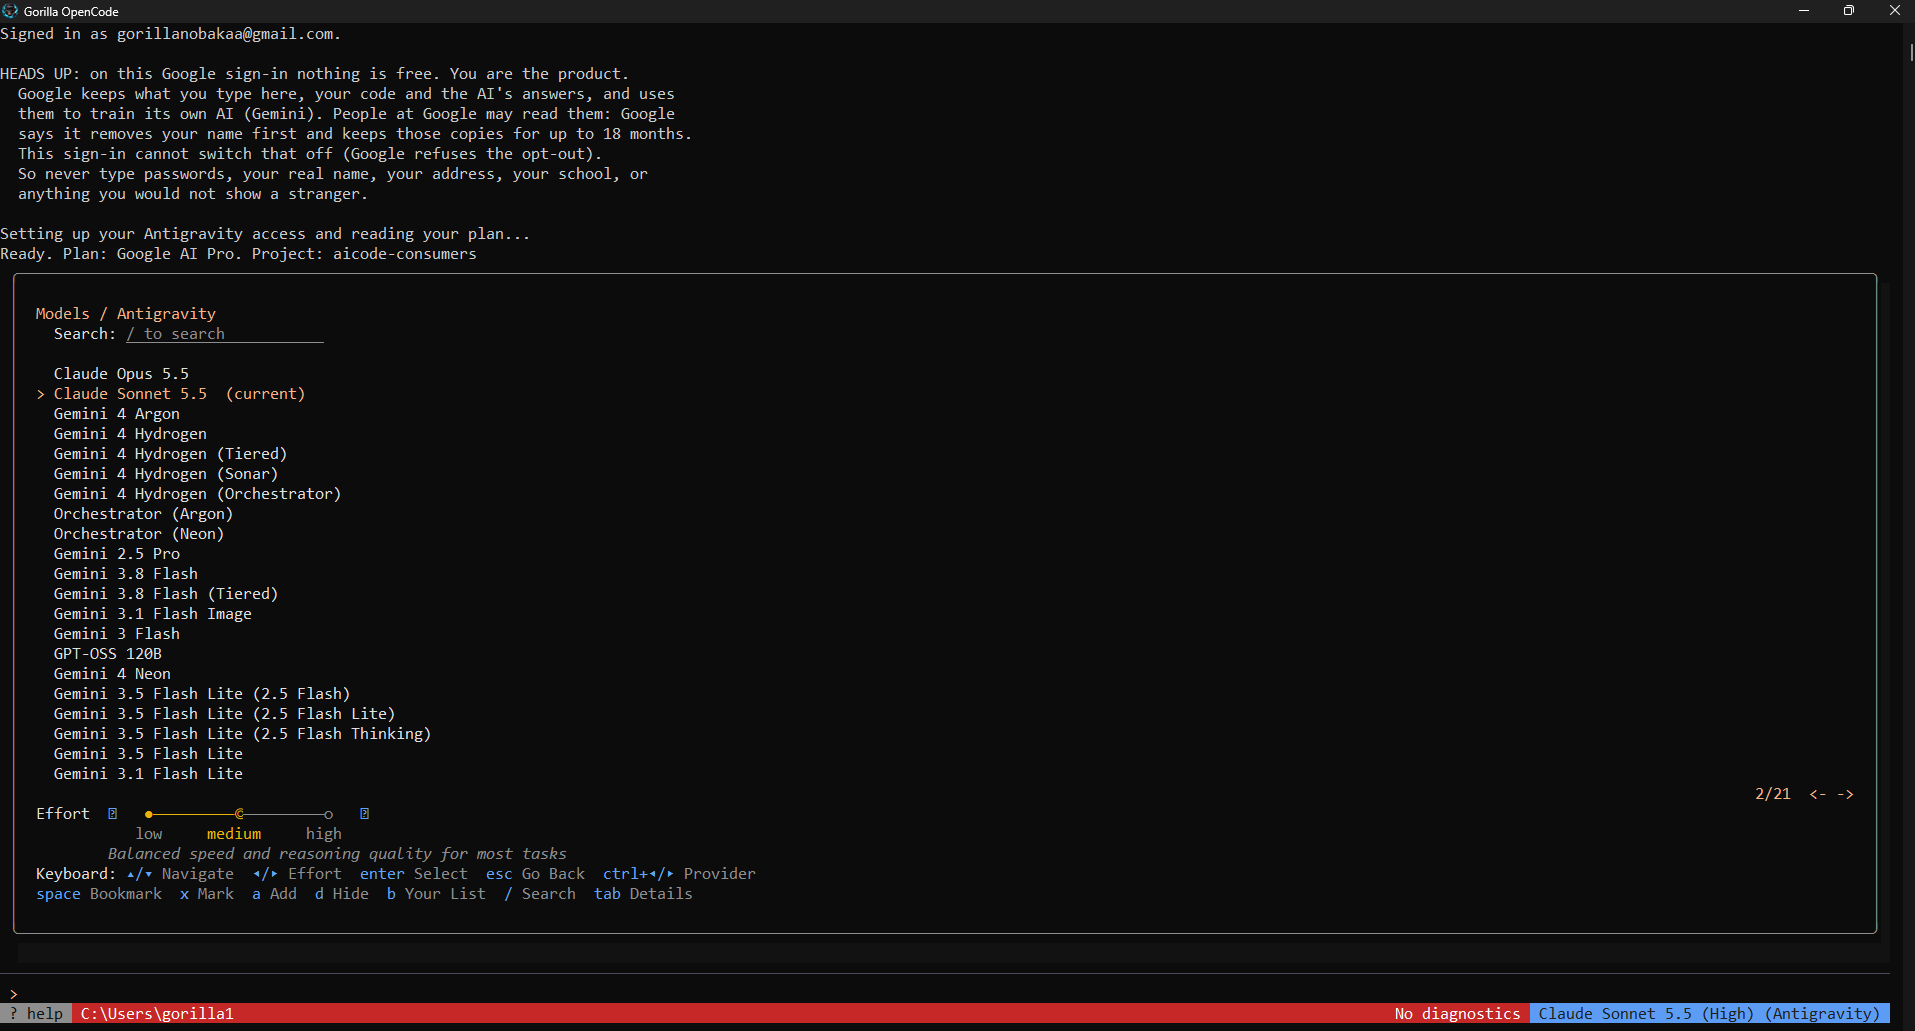 Gorilla OpenCode
Signed in as gorillanobakaa@gmail.com.
HEADS UP: on this Google sign-in nothing is free. You are the product.
Google keeps what you type here, your code and the AI's answers, and uses
them to train its own AI (Gemini). People at Google may read them: Google
says it removes your name first and keeps those copies for up to 18 months.
This sign-in cannot switch that off (Google refuses the opt-out).
So never type passwords, your real name, your address, your school, or
anything you would not show a stranger.
Setting up your Antigravity access and reading your plan...
Ready. Plan: Google AI Pro. Project: aicode-consumers
Models / Antigravity
Search: / to search
Claude Opus 5.5
> Claude Sonnet 5.5 (current)
Gemini 4 Argon
Gemini 4 Hydrogen
Gemini 4 Hydrogen (Tiered)
Gemini 4 Hydrogen (Sonar)
Gemini 4 Hydrogen (Orchestrator)
Orchestrator (Argon)
Orchestrator (Neon)
Gemini 2.5 Pro
Gemini 3.8 Flash
Gemini 3.8 Flash (Tiered)
Gemini 3.1 Flash Image
Gemini 3 Flash
GPT-OSS 120B
Gemini 4 Neon
Gemini 3.5 Flash Lite (2.5 Flash)
Gemini 3.5 Flash Lite (2.5 Flash Lite)
Gemini 3.5 Flash Lite (2.5 Flash Thinking)
Gemini 3.5 Flash Lite
Gemini 3.1 Flash Lite
2/21 <- ->
Effort
low medium high
Balanced speed and reasoning quality for most tasks
Keyboard: ▴/▾ Navigate ◂/▸ Effort enter Select esc Go Back ctrl+◂/▸ Provider
space Bookmark x Mark a Add d Hide b Your List / Search tab Details
>
? help C:\Users\gorilla1 No diagnostics Claude Sonnet 5.5 (High) (Antigravity)